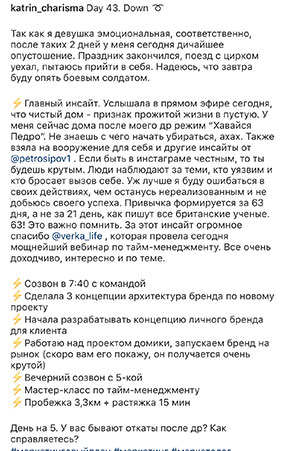 katrin_charisma Day 43. Down ➰
Так как я девушка эмоциональная, соответственно,
после таких 2 дней у меня сегодня дичайшее
опустошение. Праздник закончился, поезд с цирком
уехал, пытаюсь прийти в себя. Надеюсь, что завтра
буду опять боевым солдатом.
⚡Главный инсайт. Услышала в прямом эфире сегодня,
что чистый дом - признак прожитой жизни в пустую. У
меня сейчас дома после моего др режим “Хавайся
Педро”. Не знаешь с чего начать убираться, ахах. Также
взяла на вооружение для себя и другие инсайты от
@petrosipov1 . Если быть в инстаграме честным, то ты
будешь крутым. Люди наблюдают за теми, кто уязвим и
кто бросает вызов себе. Уж лучше я буду ошибаться в
своих действиях, чем останусь нереализованным и не
добьюсь своего успеха. Привычка формируется за 63
дня, а не за 21 день, как пишут все британские ученые.
63! Это важно помнить. За этот инсайт огромное
спасибо @verka_life , которая провела сегодня
мощнейший вебинар по тайм-менеджменту. Все очень
доходчиво, интересно и по теме.
⚡Созвон в 7:40 с командой
⚡Сделала 3 концепции архитектура бренда по новому
проекту
⚡Начала разрабатывать концепцию личного бренда
для клиента
⚡Работаю над проектом домики, запускаем бренд на
рынок (скоро вам его покажу, он получается очень
крутой)
⚡Вечерний созвон с 5-кой
⚡Мастер-класс по тайм-менеджменту
⚡Пробежка 3,3км + растяжка 15 мин
День на 5. У вас бывают откаты после др? Как
справляетесь?